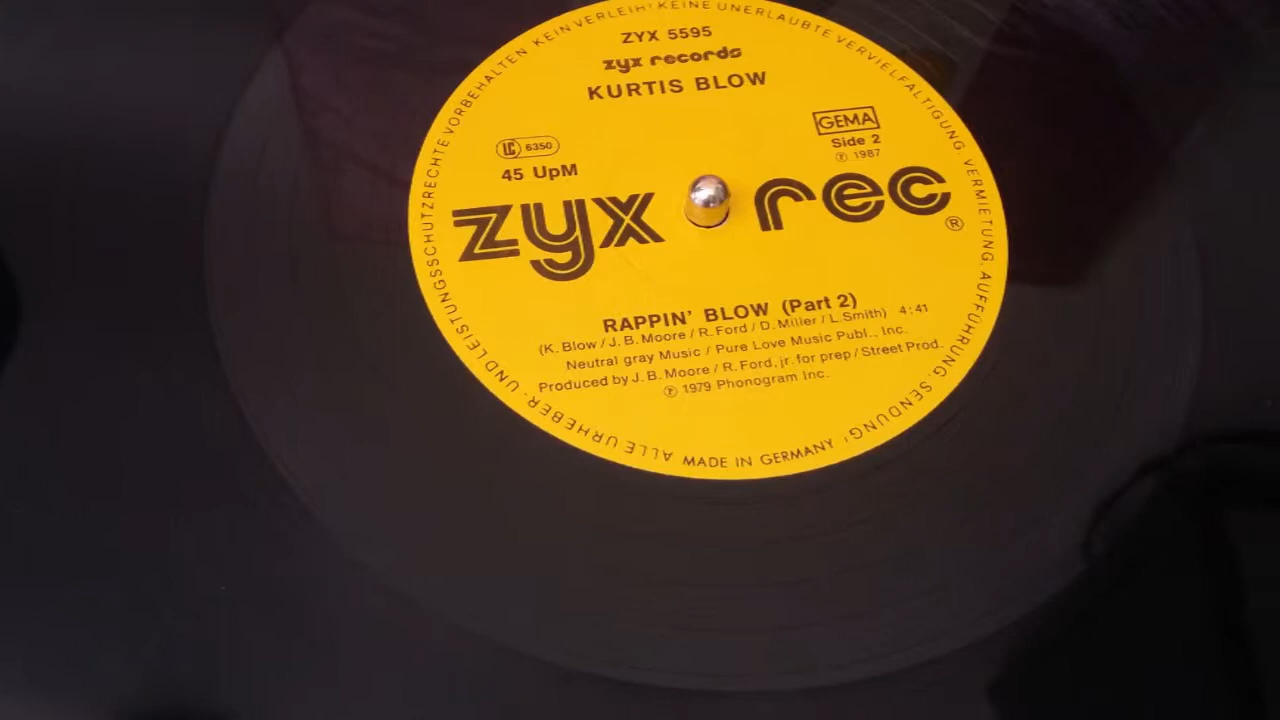 ALLE URHEBER- UND LEISTUNGSSCHUTZRECHTE VORBEHALTEN KEIN VERLEIH! KEINE UNERLAUBTE VERVIELFÄLTIGUNG, VERMIETUNG, AUFFÜHRUNG, SENDUNG!
ZYX 5595
zyx records
KURTIS BLOW
LC 6350
GEMA
45 UpM
Side 2
℗ 1987
zyx rec ®
RAPPIN' BLOW (Part 2)
(K. Blow / J. B. Moore / R. Ford / D. Miller / L. Smith) 4:41
Neutral gray Music / Pure Love Music Publ., Inc.
Produced by J. B. Moore / R. Ford, jr. for prep / Street Prod.
℗ 1979 Phonogram Inc.
MADE IN GERMANY